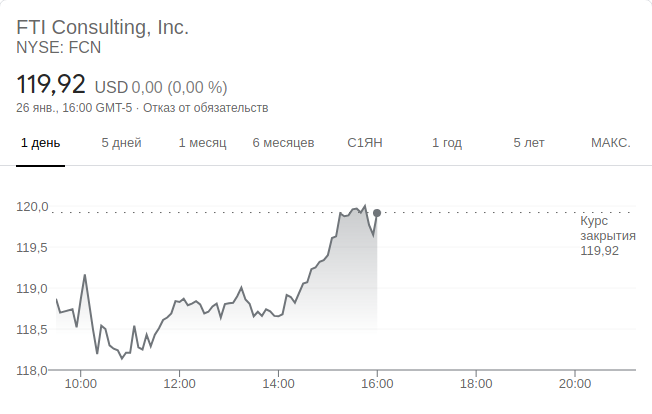 FTI Consulting, Inc.
NYSE: FCN
119,92 USD 0,00 (0,00 %)
26 янв., 16:00 GMT-5 · Отказ от обязательств
1 день 5 дней 1 месяц 6 месяцев С1ЯН 1 год 5 лет МАКС.
120,0
Курс
закрытия
119,92
119,5
119,0
118,5
118,0
10:00 12:00 14:00 16:00 18:00 20:00